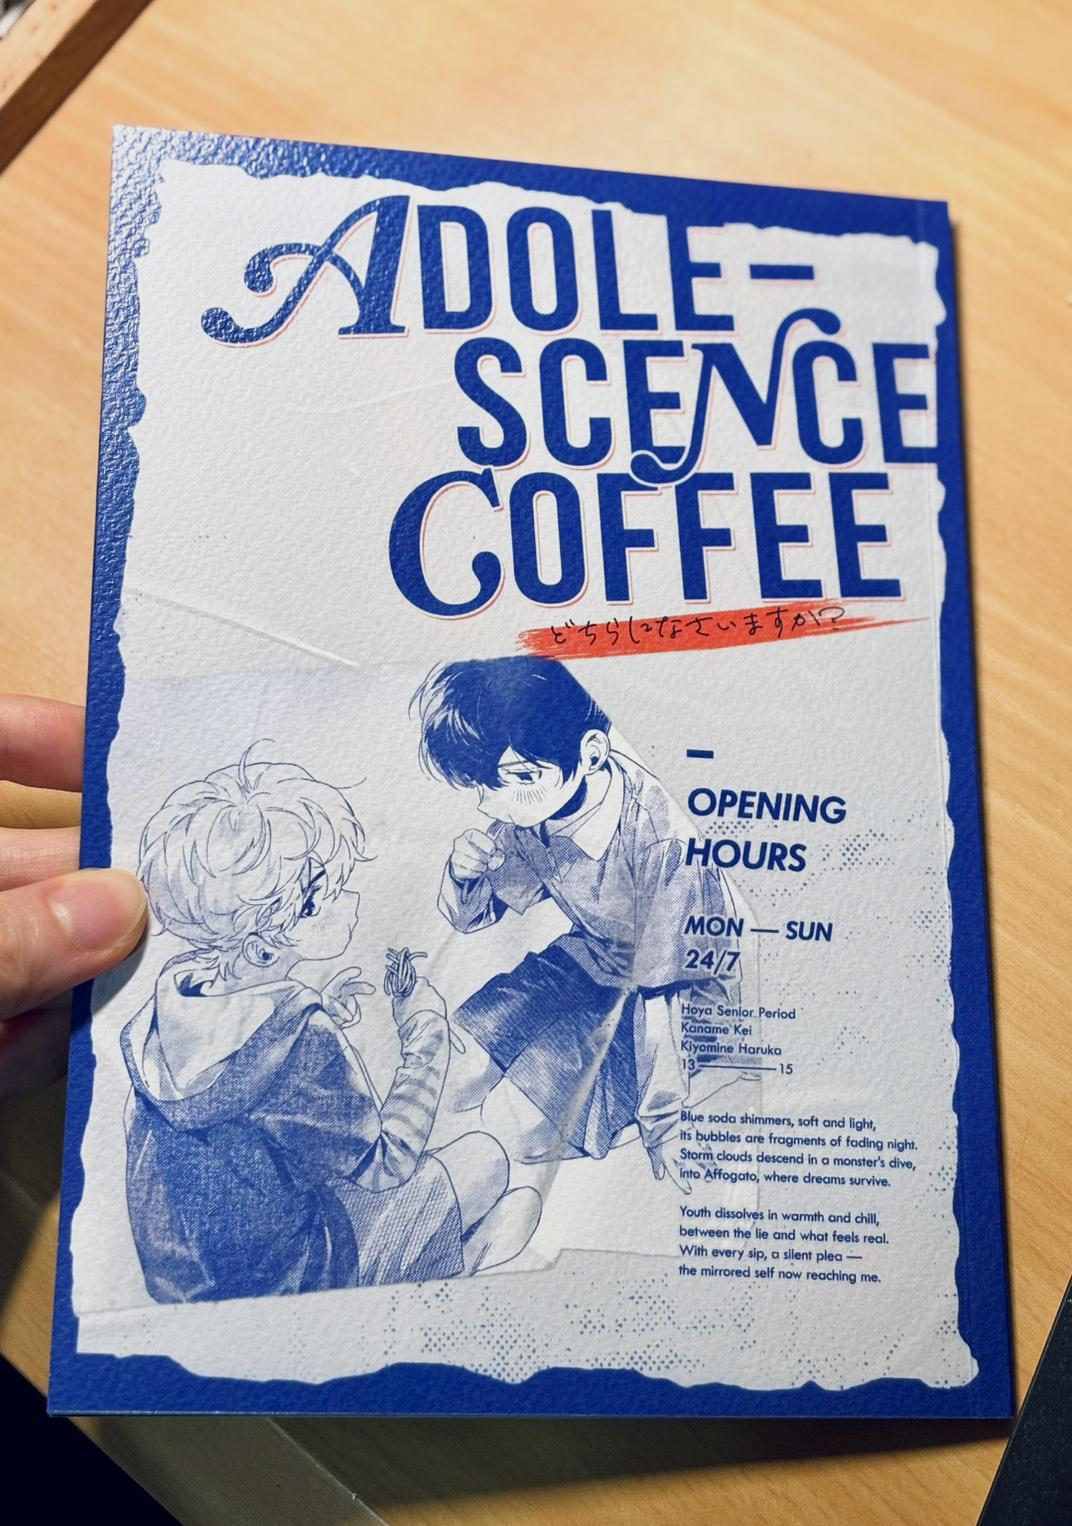 ADOLE–
SCENCE
COFFEE
どちらになさいますか?
–
OPENING
HOURS
MON — SUN
24/7
Hoya Senior Period
Kaname Kei
Kiyomine Haruka
13 ——— 15
Blue soda shimmers, soft and light,
its bubbles are fragments of fading night.
Storm clouds descend in a monster's dive,
into Affogato, where dreams survive.
Youth dissolves in warmth and chill,
between the lie and what feels real.
With every sip, a silent plea —
the mirrored self now reaching me.